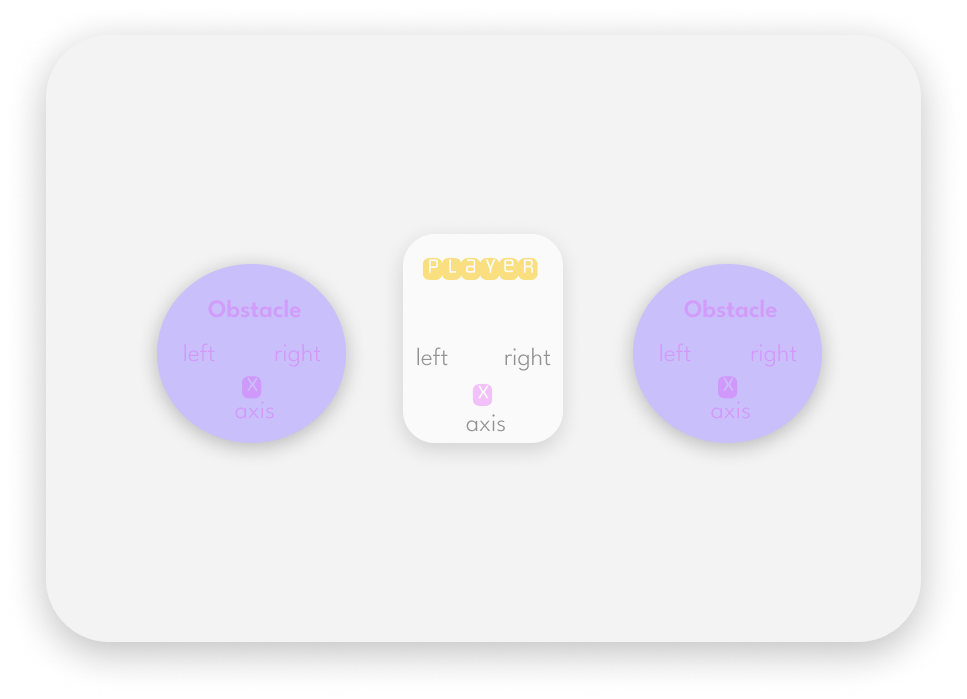 PLayeR
Obstacle
Obstacle
left right
left right
left right
X
X
X
axis
axis
axis